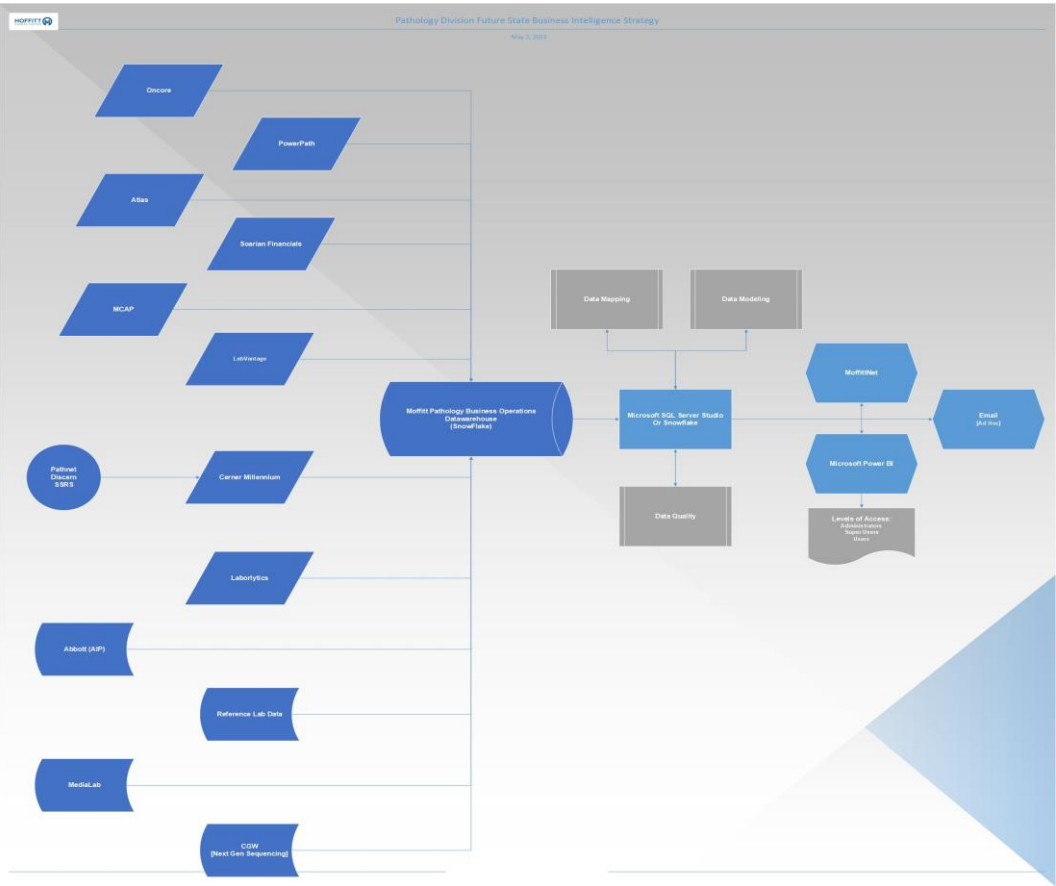 MOFFITT
Pathology Division Future State Business Intelligence Strategy
Oncore
PowerPath
Atlas
Soarian Financials
MCAP
LabVantage
Data Mapping
Data Modeling
MoffittNet
Moffitt Pathology Business Operations
Datawarehouse
(SnowFlake)
Microsoft SQL Server Studio
Or Snowflake
Email
(Ad Hoc)
Pathnet
Discern
SSRS
Cerner Millennium
Microsoft Power BI
Data Quality
Levels of Access:
Administrators
Super Users
Users
Laborlytics
Abbott (AIP)
Reference Lab Data
MediaLab
CGW
[Next Gen Sequencing]